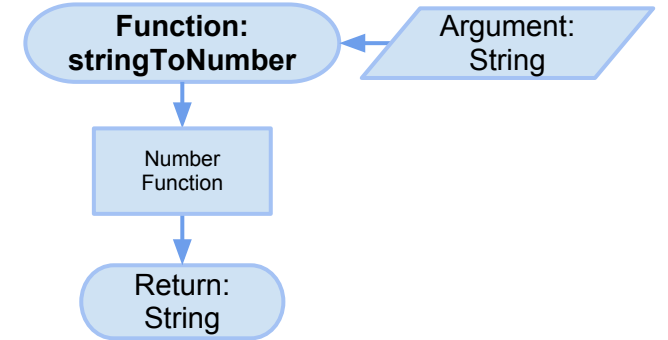 Function:
stringToNumber
Argument:
String
Number
Function
Return:
String